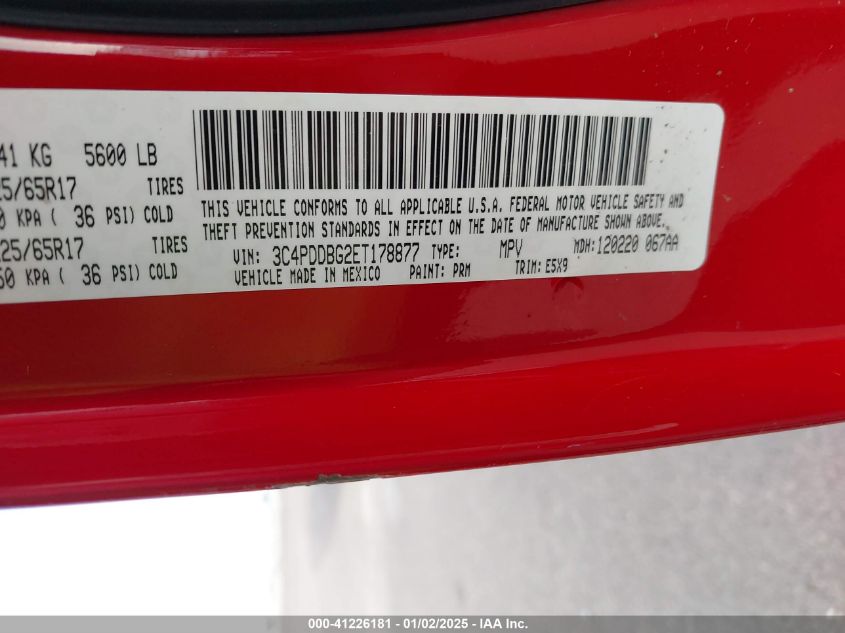 41 KG 5600 LB
25/65R17 TIRES
0 KPA ( 36 PSI) COLD
25/65R17 TIRES
50 KPA ( 36 PSI) COLD
THIS VEHICLE CONFORMS TO ALL APPLICABLE U.S.A. FEDERAL MOTOR VEHICLE SAFETY AND
THEFT PREVENTION STANDARDS IN EFFECT ON THE DATE OF MANUFACTURE SHOWN ABOVE.
VIN: 3C4PDDBG2ET178877 TYPE: MPV MDH:120220 067AA
VEHICLE MADE IN MEXICO PAINT: PRM TRIM: E5X9
000-41226181 - 01/02/2025 - IAA Inc.